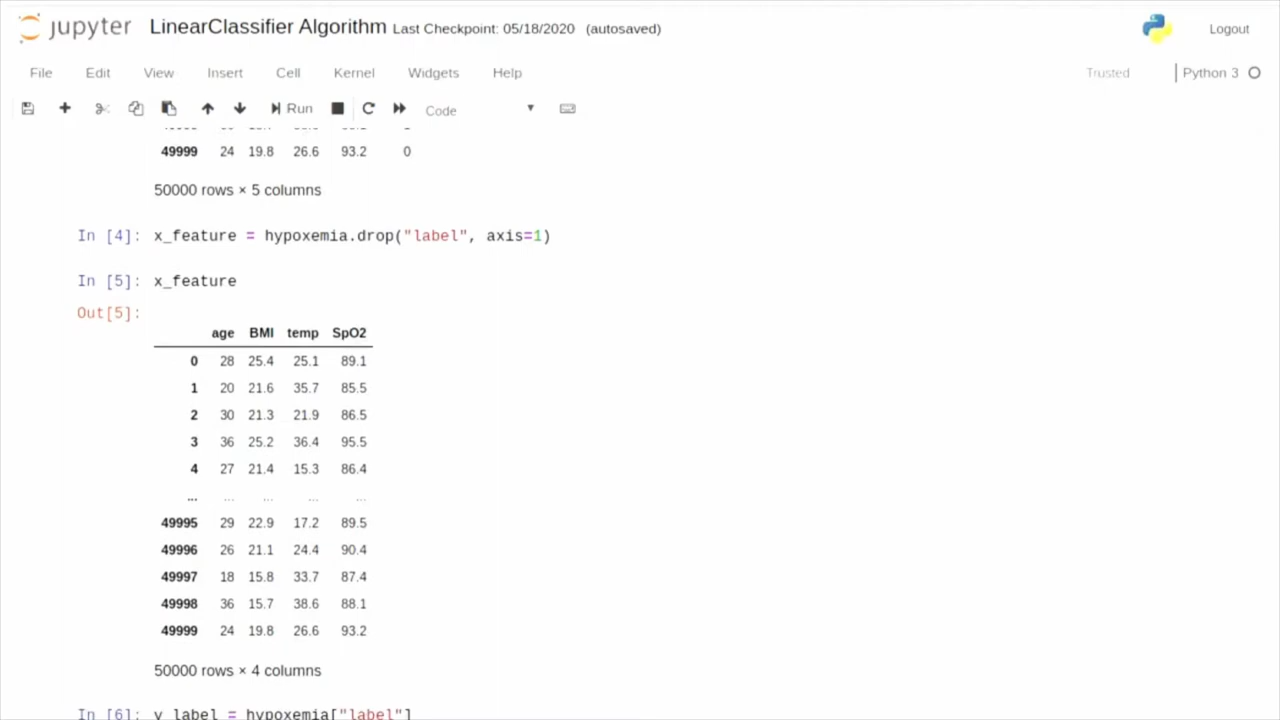 jupyter LinearClassifier Algorithm Last Checkpoint: 05/18/2020 (autosaved) Logout
File Edit View Insert Cell Kernel Widgets Help Trusted Python 3
Run Code
49999 24 19.8 26.6 93.2 0
50000 rows × 5 columns
In [4]: x_feature = hypoxemia.drop("label", axis=1)
In [5]: x_feature
Out[5]:
age BMI temp SpO2
0 28 25.4 25.1 89.1
1 20 21.6 35.7 85.5
2 30 21.3 21.9 86.5
3 36 25.2 36.4 95.5
4 27 21.4 15.3 86.4
... ... ... ... ...
49995 29 22.9 17.2 89.5
49996 26 21.1 24.4 90.4
49997 18 15.8 33.7 87.4
49998 36 15.7 38.6 88.1
49999 24 19.8 26.6 93.2
50000 rows × 4 columns
In [6]: y_label = hypoxemia["label"]